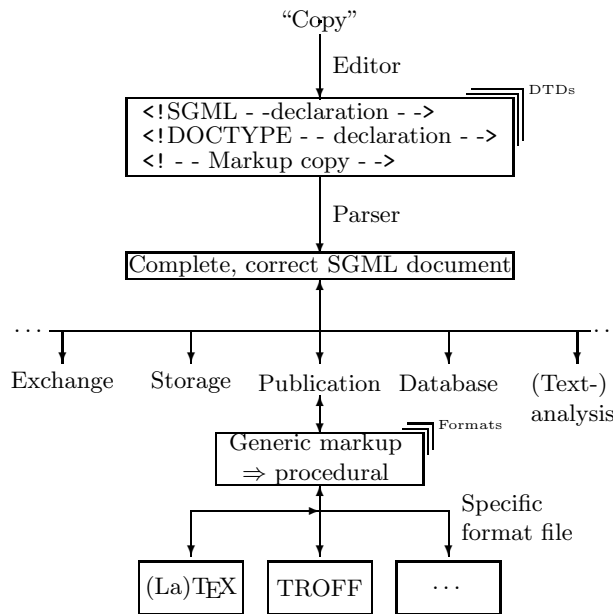 “Copy”
Editor
DTDs
<!SGML - -declaration - ->
<!DOCTYPE - - declaration - ->
<! - - Markup copy - ->
Parser
Complete, correct SGML document
··· ···
Exchange Storage Publication Database (Text-)
analysis
Formats
Generic markup
⇒ procedural
Specific
format file
(La)TEX TROFF ···